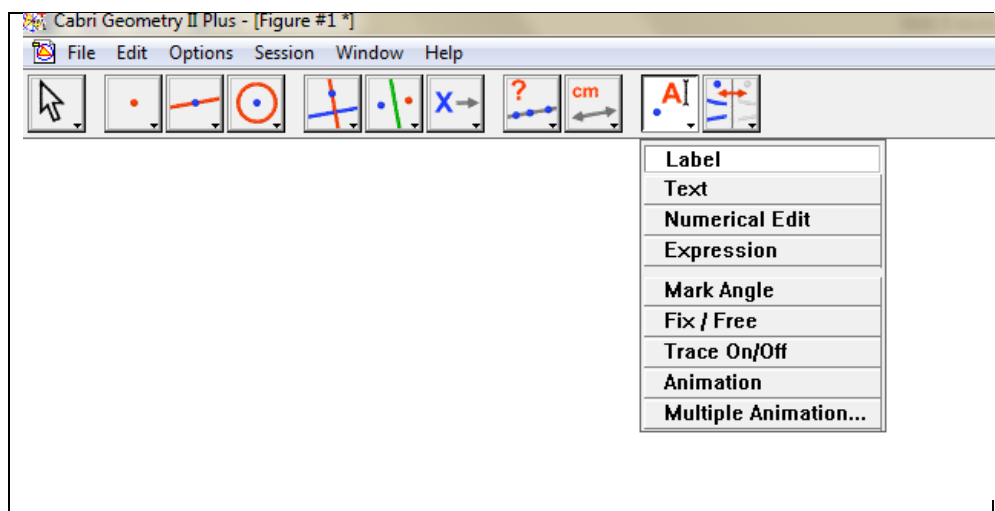 Cabri Geometry II Plus - [Figure #1 *]
File Edit Options Session Window Help
X ? cm A
Label
Text
Numerical Edit
Expression
Mark Angle
Fix / Free
Trace On/Off
Animation
Multiple Animation...